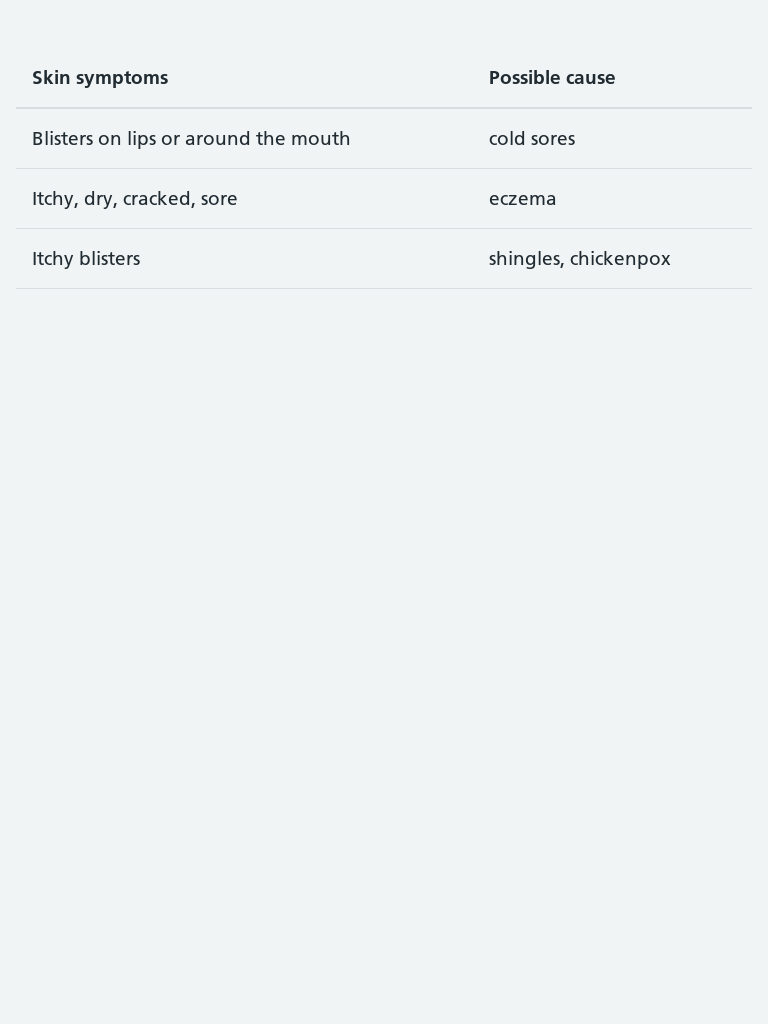 Skin symptoms Possible cause
Blisters on lips or around the mouth cold sores
Itchy, dry, cracked, sore eczema
Itchy blisters shingles, chickenpox